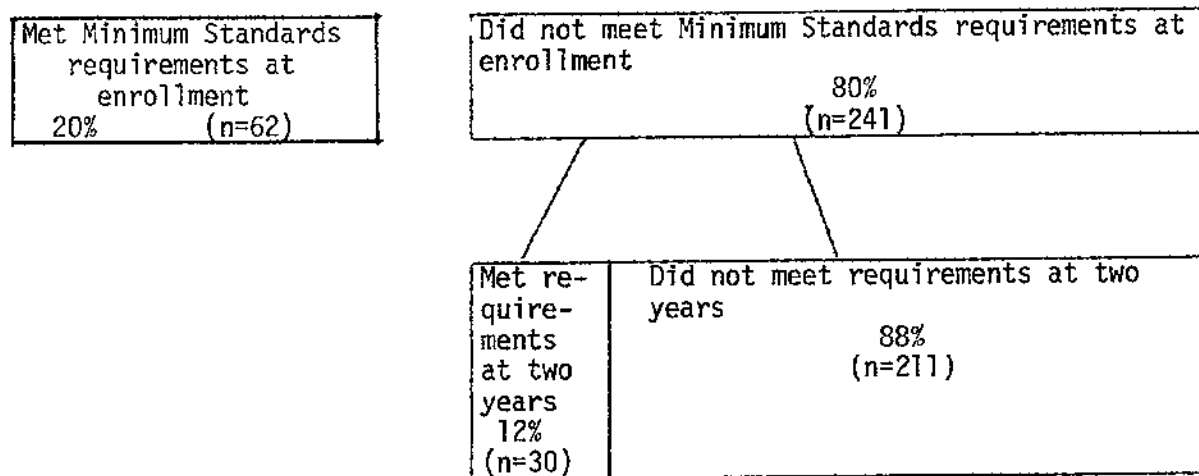 Met Minimum Standards
requirements at
enrollment
20% (n=62)
Did not meet Minimum Standards requirements at
enrollment
80%
(n=241)
Met re-
quire-
ments
at two
years
12%
(n=30)
Did not meet requirements at two
years
88%
(n=211)